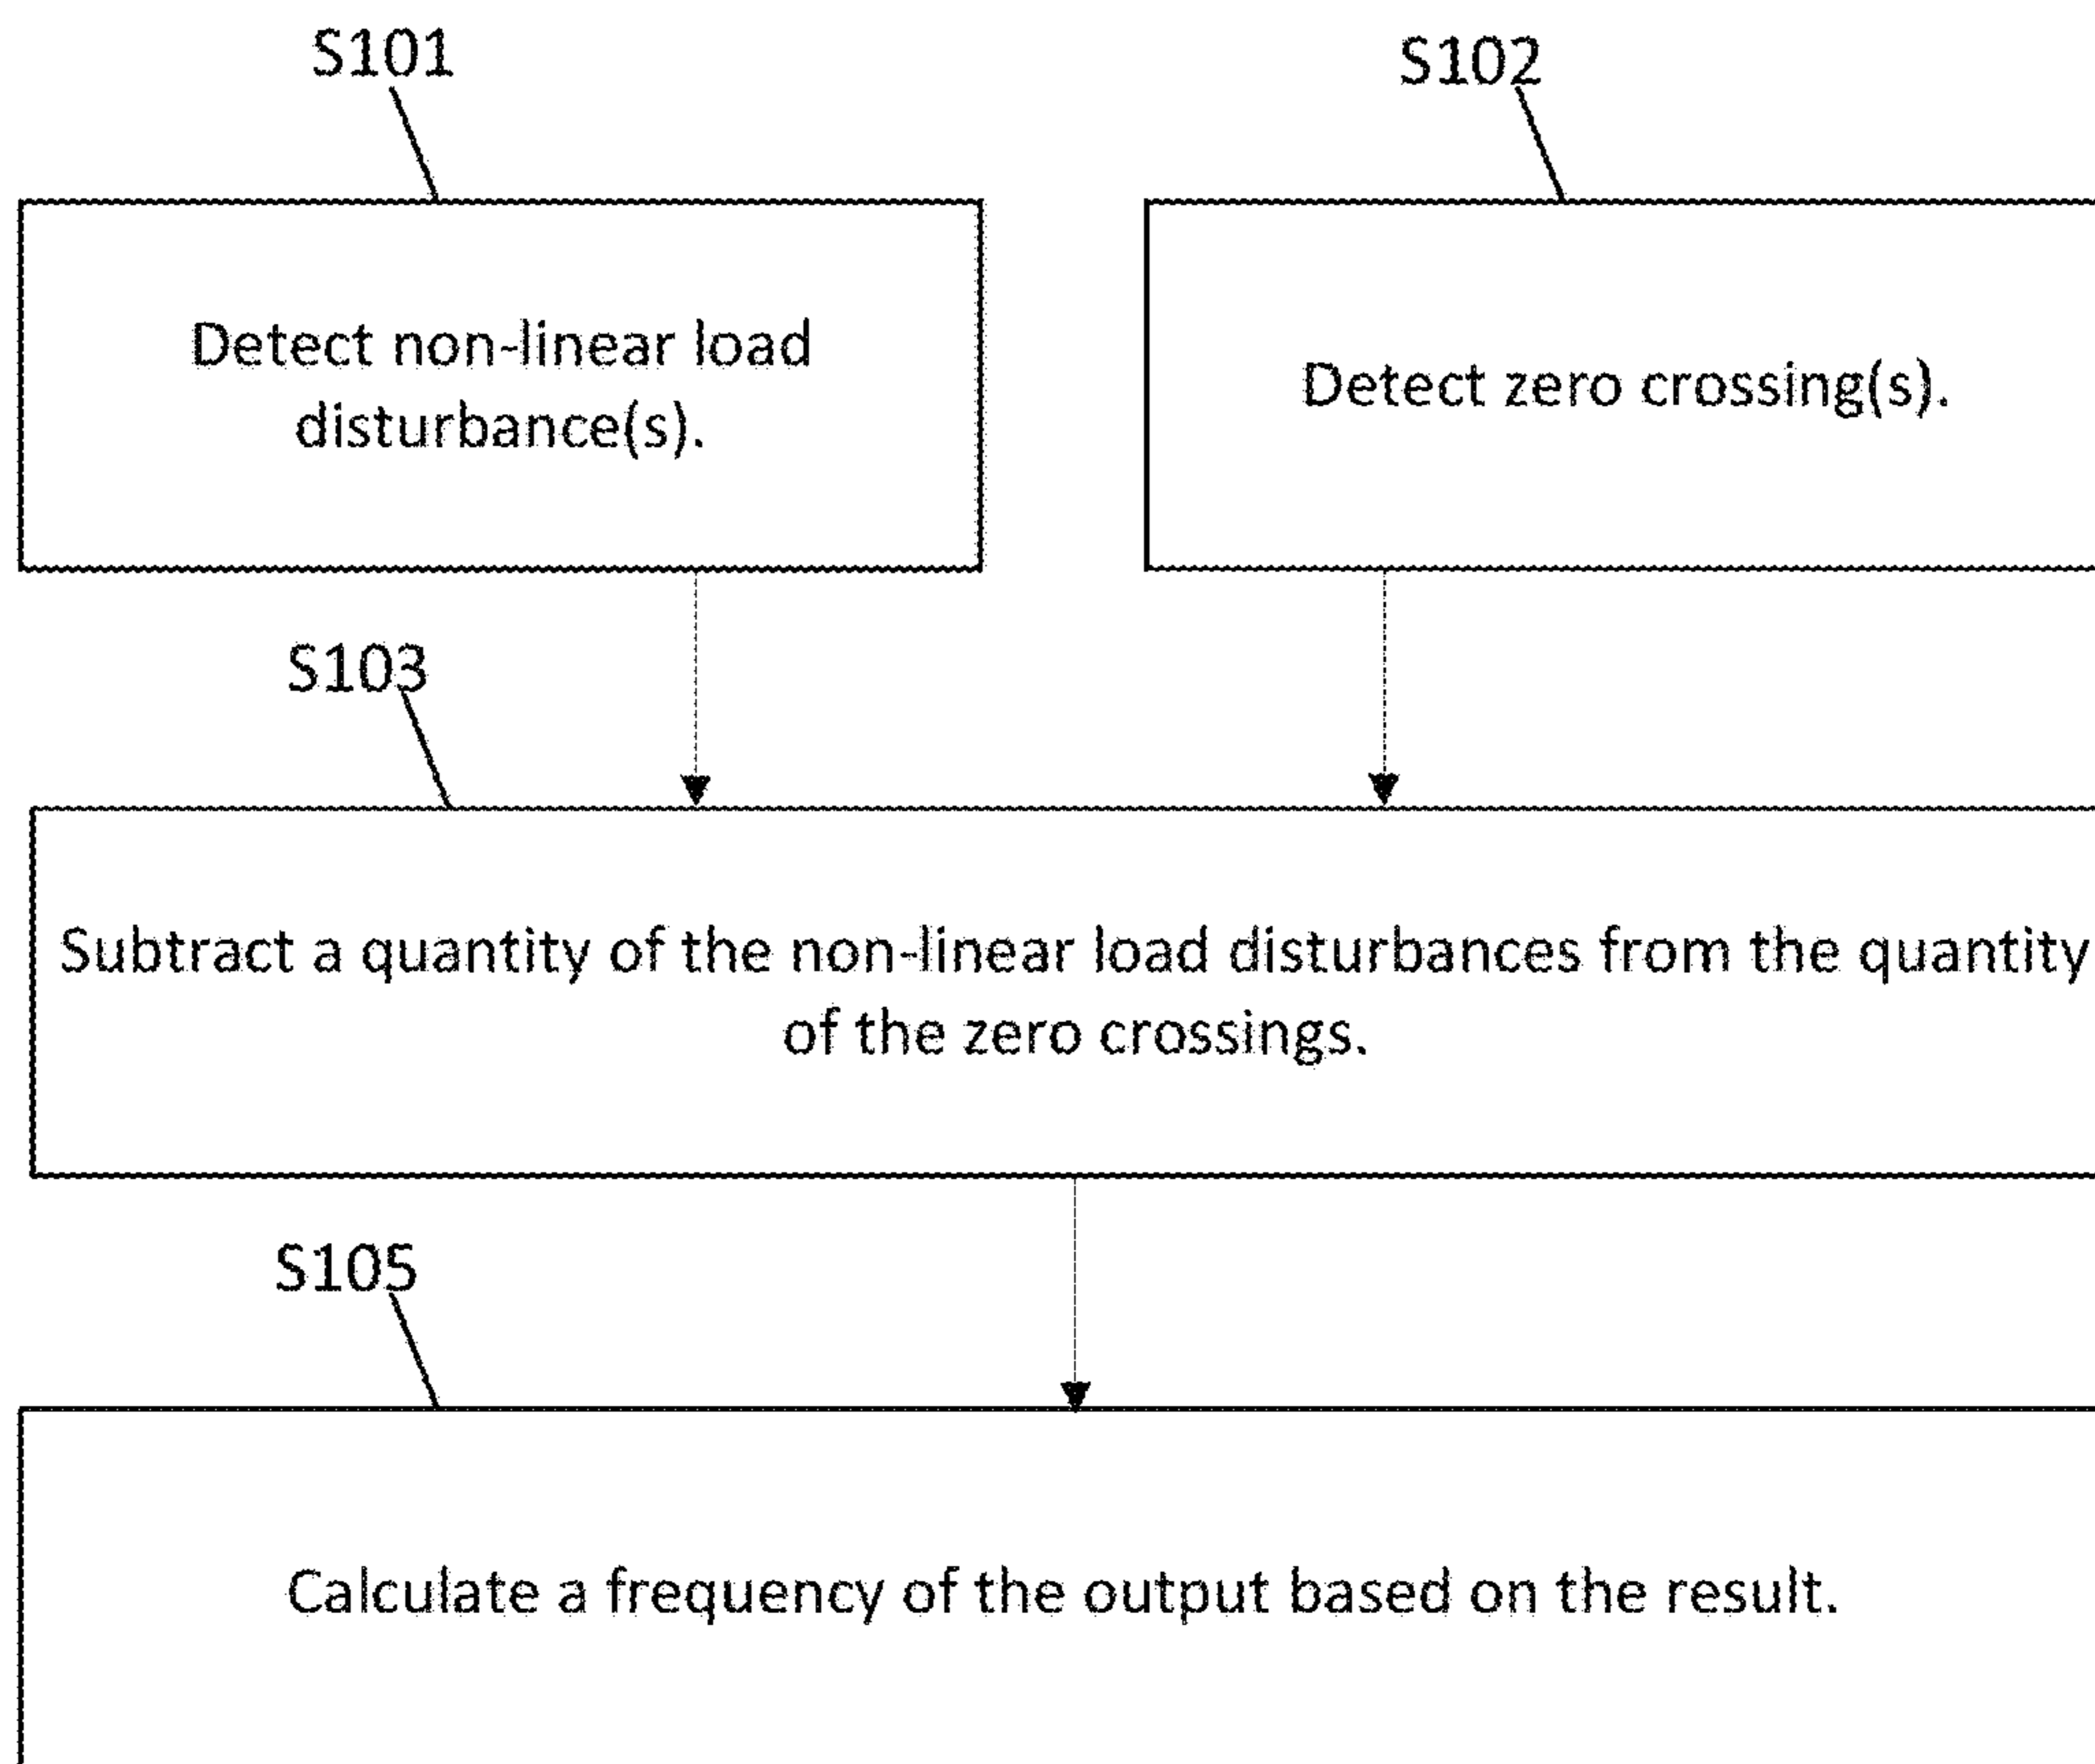 S101
S102
Detect non-linear load
disturbance(s).
Detect zero crossing(s).
S103
Subtract a quantity of the non-linear load disturbances from the quantity
of the zero crossings.
S105
Calculate a frequency of the output based on the result.